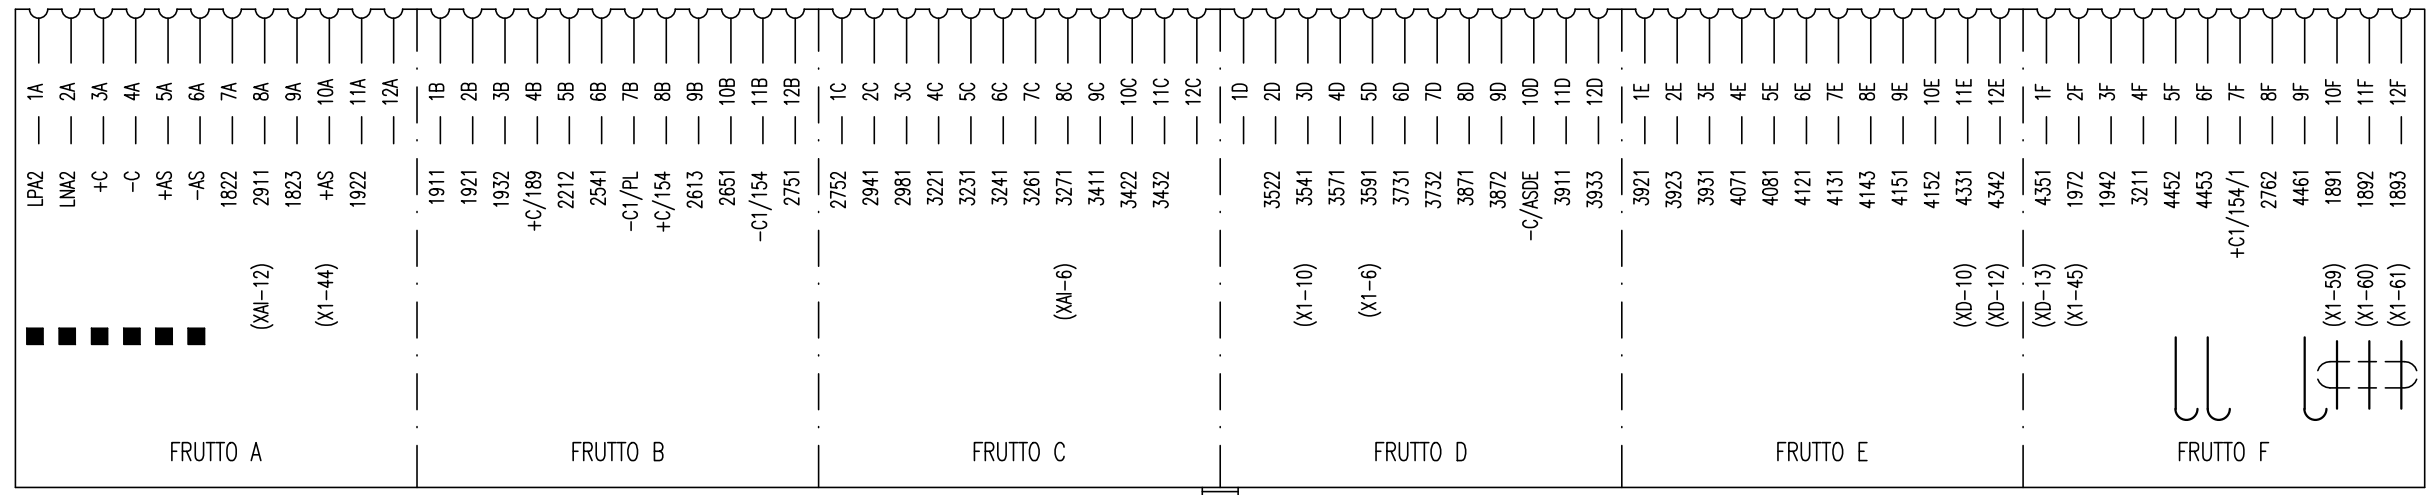 1A 2A 3A 4A 5A 6A 7A 8A 9A 10A 11A 12A 1B 2B 3B 4B 5B 6B 7B 8B 9B 10B 11B 12B 1C 2C 3C 4C 5C 6C 7C 8C 9C 10C 11C 12C 1D 2D 3D 4D 5D 6D 7D 8D 9D 10D 11D 12D 1E 2E 3E 4E 5E 6E 7E 8E 9E 10E 11E 12E 1F 2F 3F 4F 5F 6F 7F 8F 9F 10F 11F 12F
LPA2 LNA2 +C -C +AS -AS 1822 2911 1823 +AS 1922 1911 1921 1932 +C/189 2212 2541 -C1/PL +C/154 2613 2651 -C1/154 2751 2752 2941 2981 3221 3231 3241 3261 3271 3411 3422 3432 3522 3541 3571 3591 3731 3732 3871 3872 -C/ASDE 3911 3933 3921 3923 3931 4071 4081 4121 4131 4143 4151 4152 4331 4342 4351 1972 1942 3211 4452 4453 +C1/154/1 2762 4461 1891 1892 1893
(XAI-12) (X1-44) (XAI-6) (X1-10) (X1-6) (XD-10) (XD-12) (XD-13) (X1-45) (X1-59) (X1-60) (X1-61)
FRUTTO A FRUTTO B FRUTTO C FRUTTO D FRUTTO E FRUTTO F